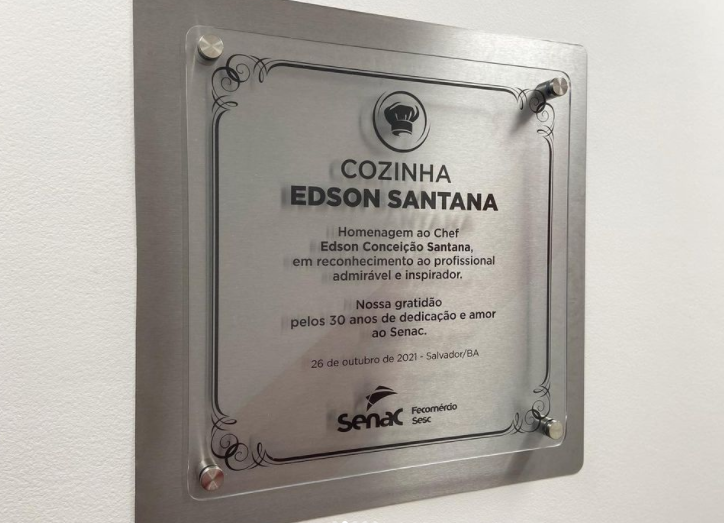 COZINHA
EDSON SANTANA
Homenagem ao Chef
Edson Conceição Santana,
em reconhecimento ao profissional
admirável e inspirador.
Nossa gratidão
pelos 30 anos de dedicação e amor
ao Senac.
26 de outubro de 2021 - Salvador/BA
Senac
Fecomércio
Sesc